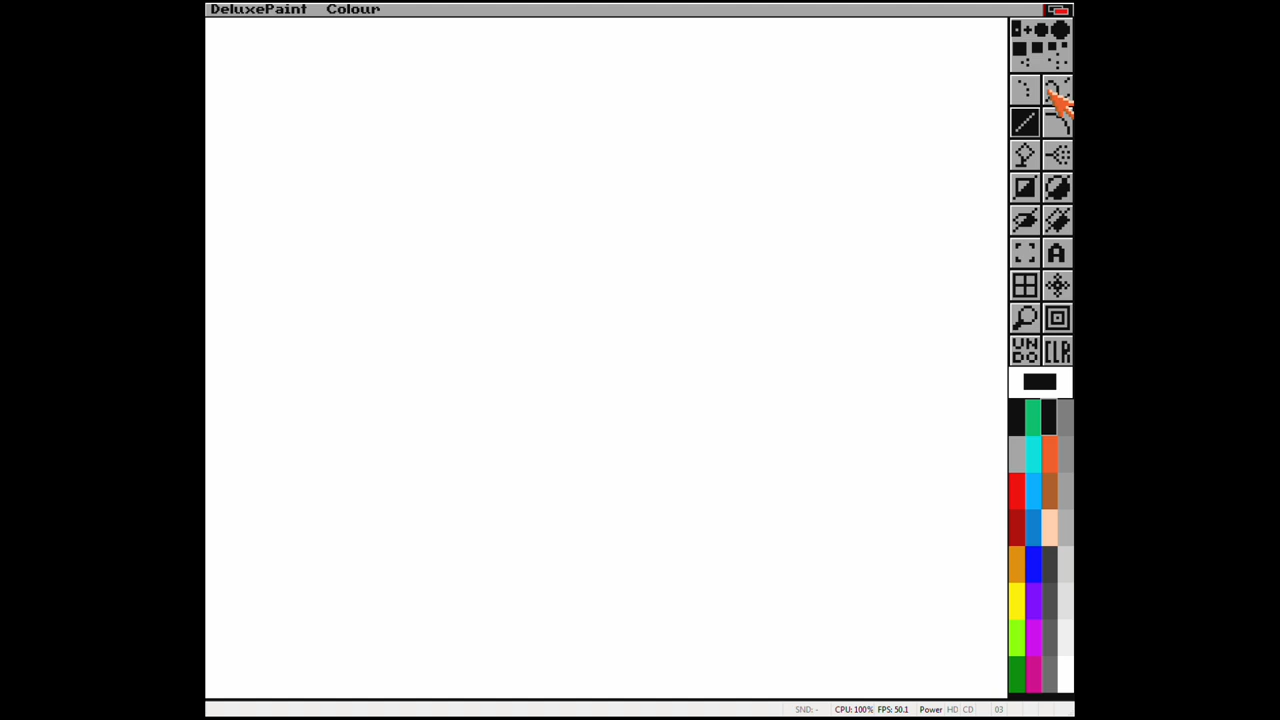 DeluxePaint Colour
A
UN
DO CLR
SND: - CPU: 100% FPS: 50.1 Power HD CD 03